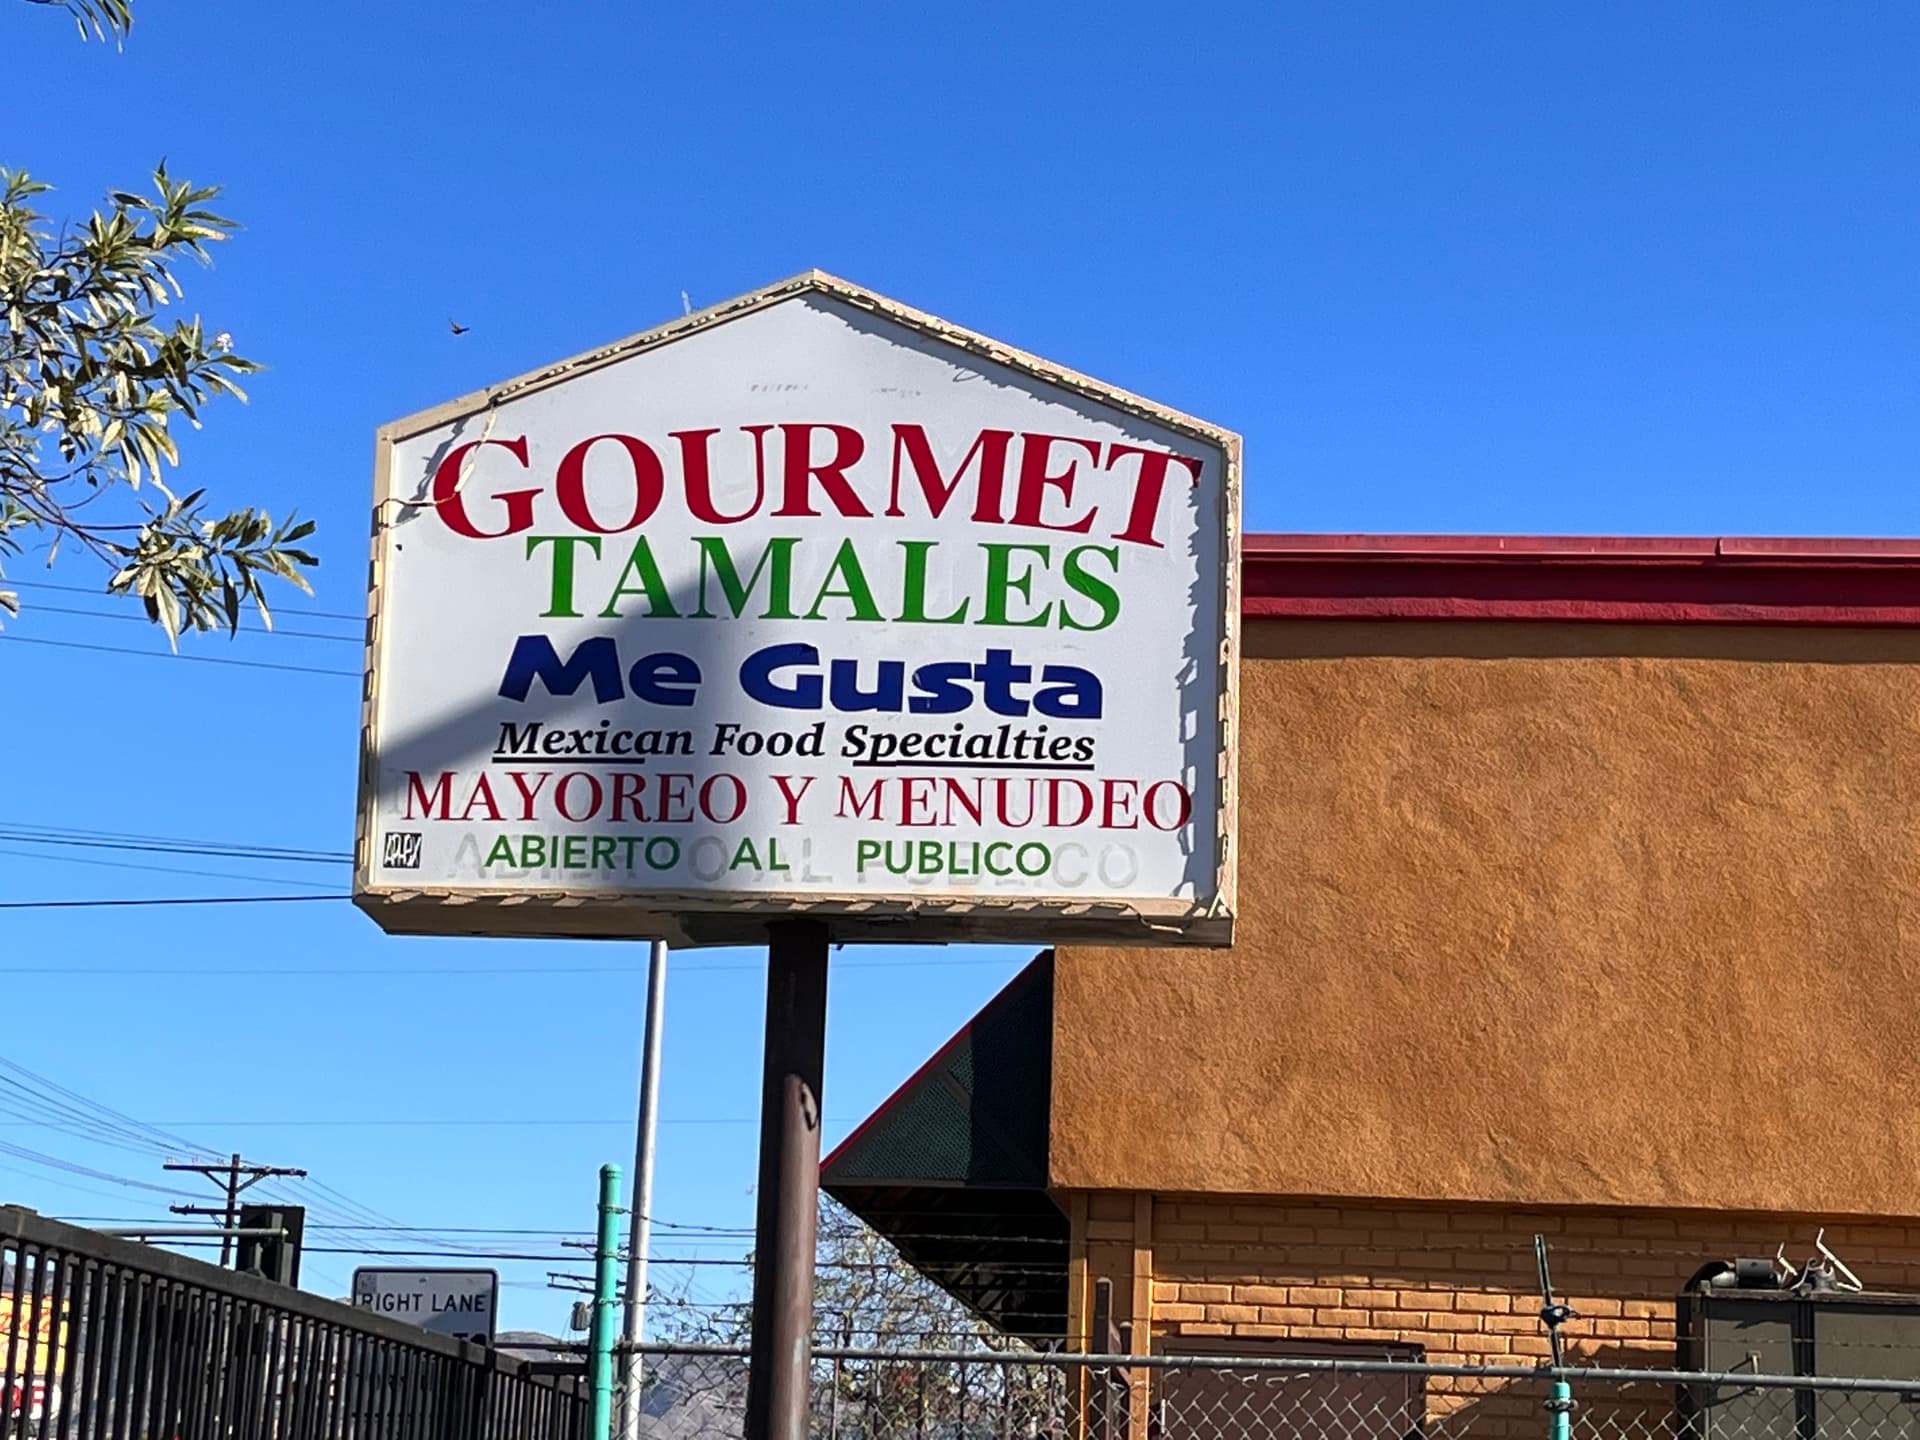 GOURMET
TAMALES
Me Gusta
Mexican Food Specialties
MAYOREO Y MENUDEO
ABIERTO AL PUBLICO
RIGHT LANE